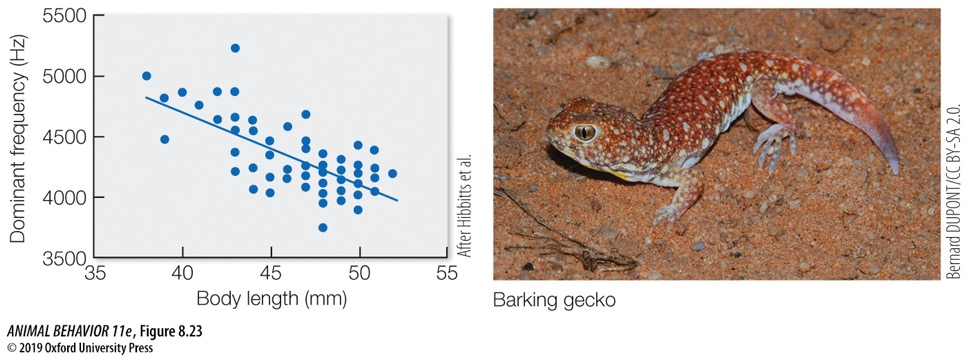 5500
5000
4500
4000
3500
Dominant frequency (Hz)
35 40 45 50 55
Body length (mm)
After Hibbitts et al.
Bernard DUPONT/CC BY-SA 2.0.
Barking gecko
ANIMAL BEHAVIOR 11e, Figure 8.23
© 2019 Oxford University Press